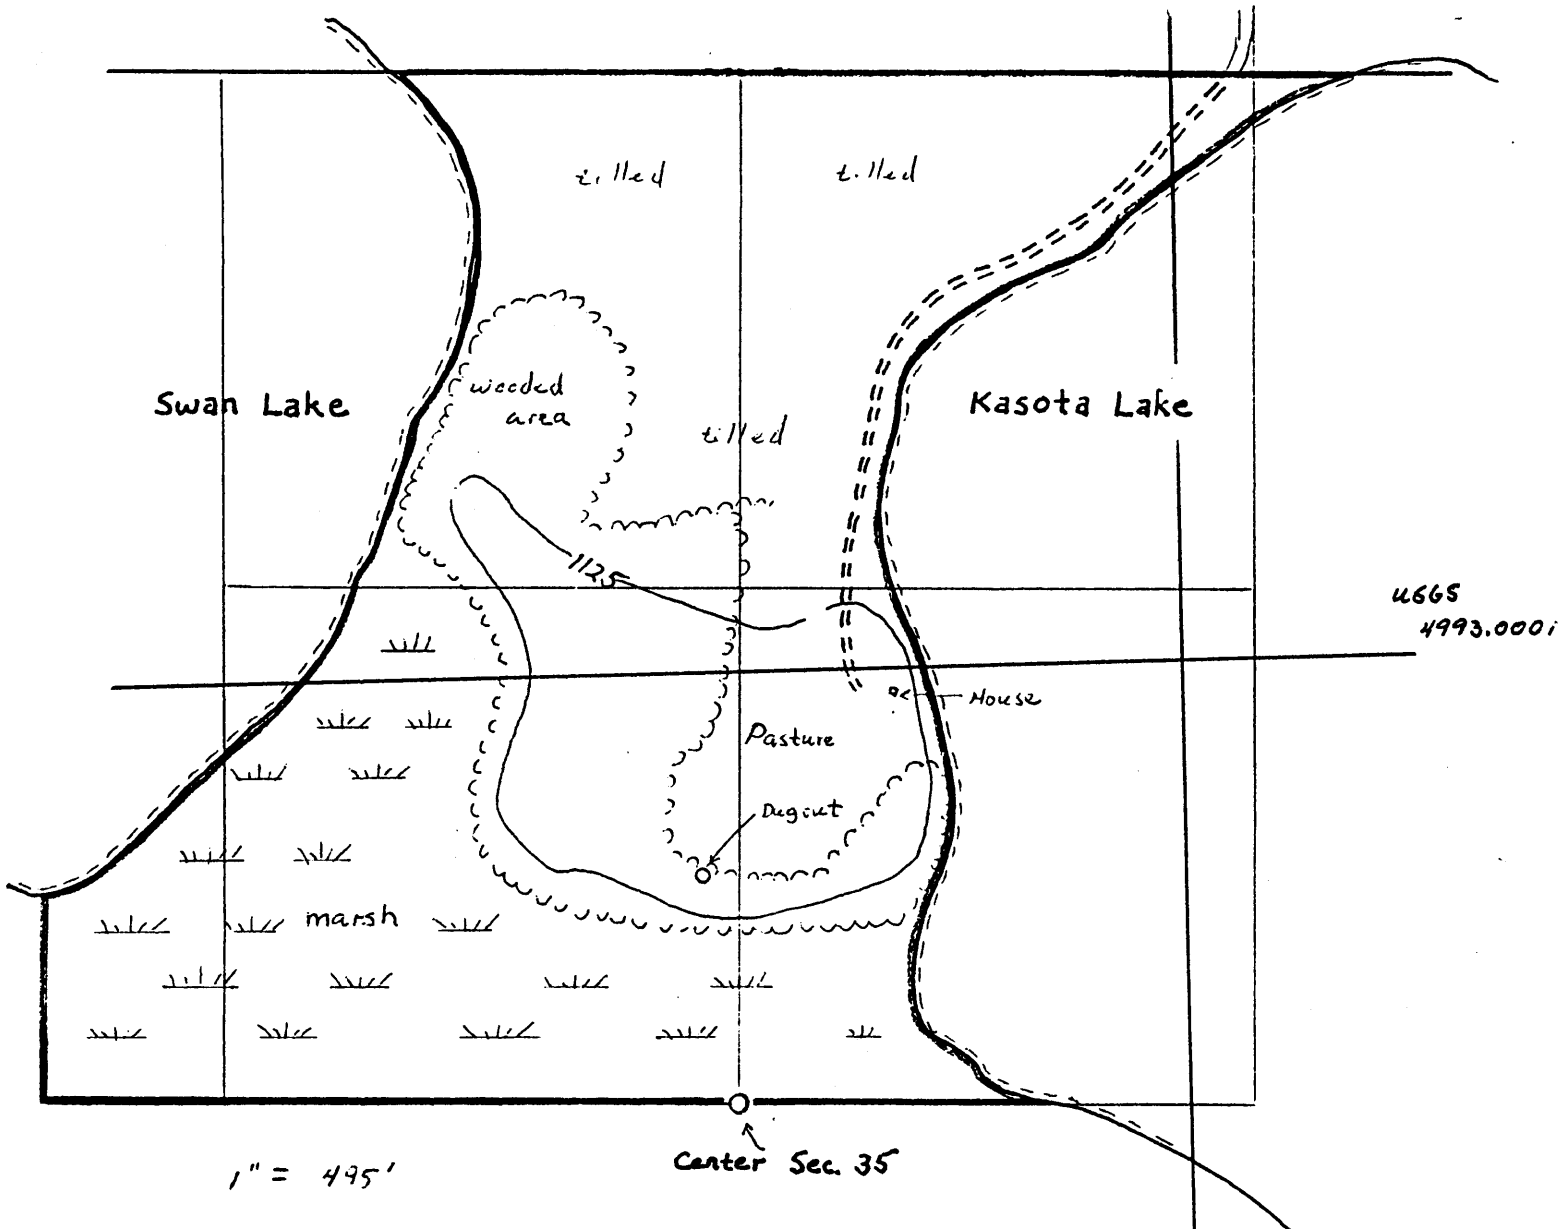 tilled
tilled
wooded
area
Swan Lake
Kasota Lake
tilled
1125
USGS
4993.000
House
Pasture
Dugout
marsh
Center Sec. 35
1" = 495'